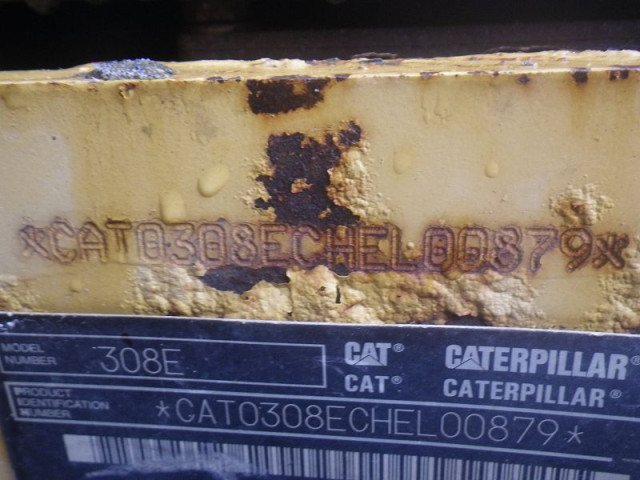 *CAT0308ECHEL00879*
MODEL NUMBER 308E
CAT® CATERPILLAR®
CAT® CATERPILLAR®
PRODUCT IDENTIFICATION NUMBER *CAT0308ECHEL00879*